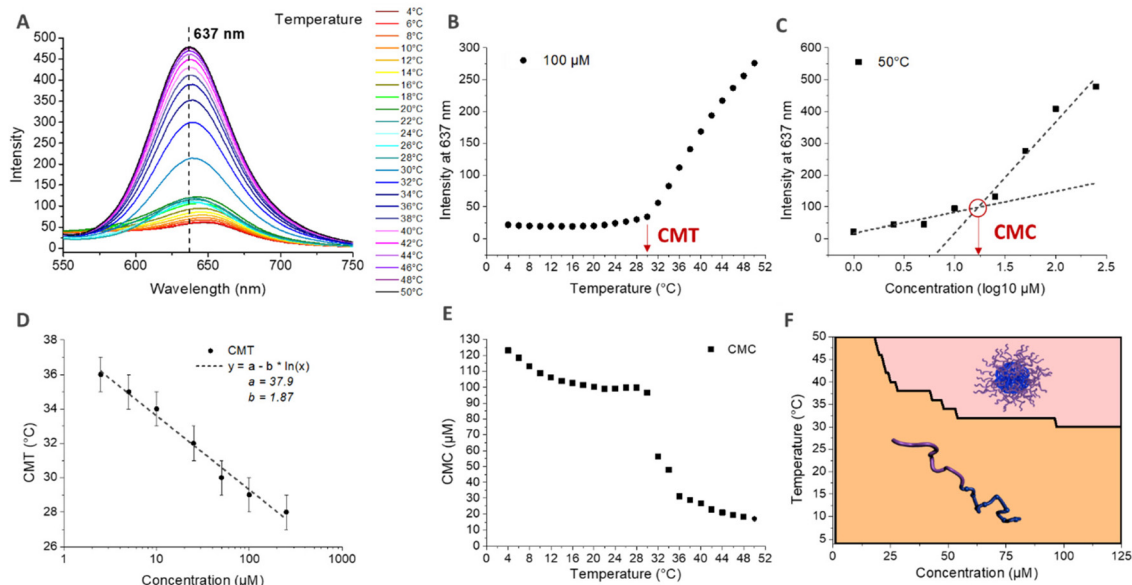 A
637 nm
Temperature
4°C
6°C
8°C
10°C
12°C
14°C
16°C
18°C
20°C
22°C
24°C
26°C
28°C
30°C
32°C
34°C
36°C
38°C
40°C
42°C
44°C
46°C
48°C
50°C
500
450
400
350
300
250
200
150
100
50
0
Intensity
550 600 650 700 750
Wavelength (nm)
B
100 µM
300
250
200
150
100
50
0
Intensity at 637 nm
CMT
0 4 8 12 16 20 24 28 32 36 40 44 48 52
Temperature (°C)
C
50°C
600
500
400
300
200
100
0
Intensity at 637 nm
CMC
0.0 0.5 1.0 1.5 2.0 2.5
Concentration (log10 µM)
D
CMT
y = a - b * ln(x)
a = 37.9
b = 1.87
38
36
34
32
30
28
26
CMT (°C)
1 10 100 1000
Concentration (µM)
E
CMC
130
120
110
100
90
80
70
60
50
40
30
20
10
0
CMC (µM)
0 4 8 12 16 20 24 28 32 36 40 44 48 52
Temperature (°C)
F
50
45
40
35
30
25
20
15
10
5
Temperature (°C)
0 25 50 75 100 125
Concentration (µM)